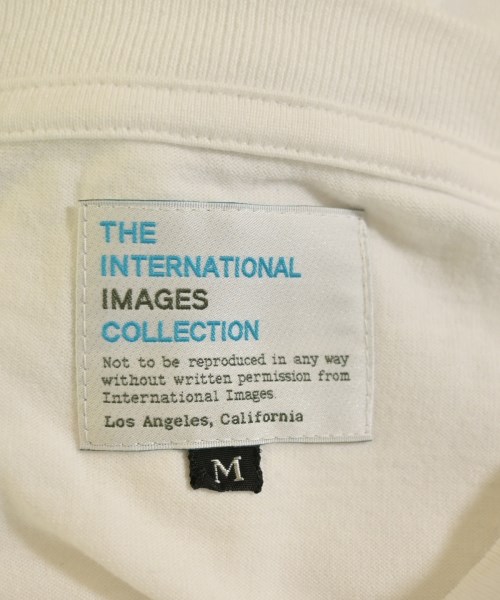 THE
INTERNATIONAL
IMAGES
COLLECTION
Not to be reproduced in any way
without written permission from
International Images.
Los Angeles, California
M